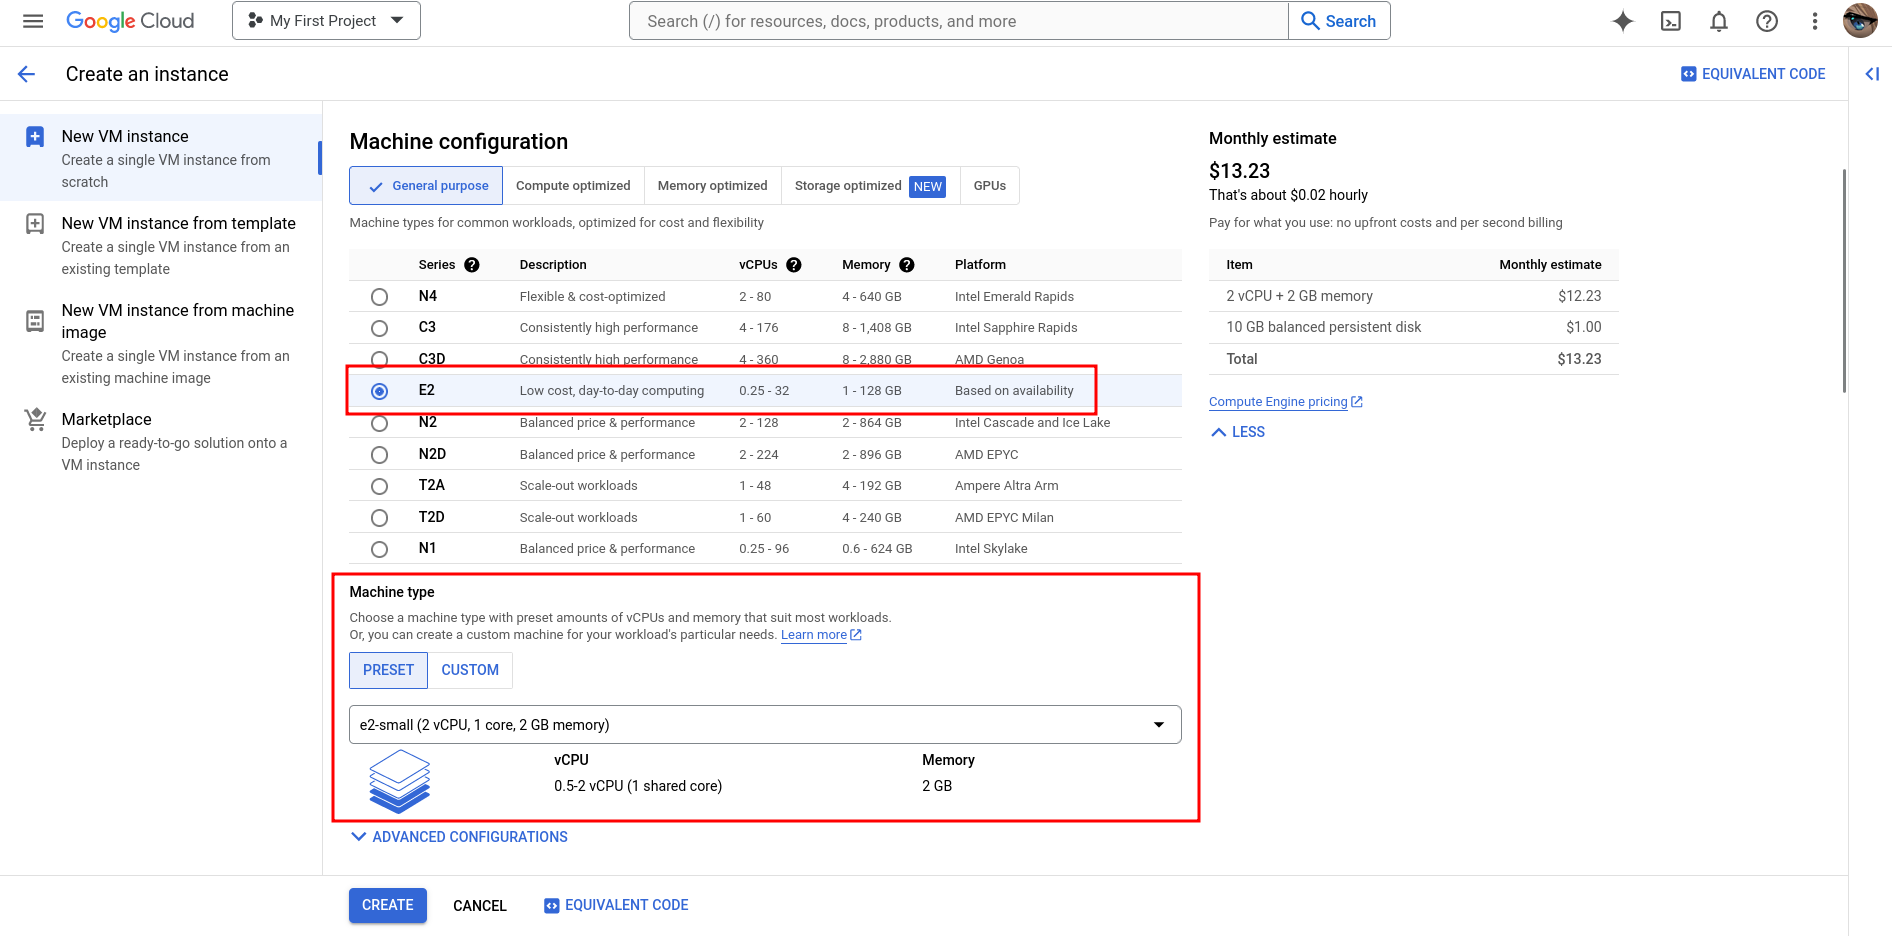 Google Cloud
My First Project
Search (/) for resources, docs, products, and more
Search
Create an instance
EQUIVALENT CODE
New VM instance
Create a single VM instance from
scratch
New VM instance from template
Create a single VM instance from an
existing template
New VM instance from machine
image
Create a single VM instance from an
existing machine image
Marketplace
Deploy a ready-to-go solution onto a
VM instance
Machine configuration
General purpose Compute optimized Memory optimized Storage optimized NEW GPUs
Machine types for common workloads, optimized for cost and flexibility
Series Description vCPUs Memory Platform
N4 Flexible & cost-optimized 2 - 80 4 - 640 GB Intel Emerald Rapids
C3 Consistently high performance 4 - 176 8 - 1,408 GB Intel Sapphire Rapids
C3D Consistently high performance 4 - 360 8 - 2,880 GB AMD Genoa
E2 Low cost, day-to-day computing 0.25 - 32 1 - 128 GB Based on availability
N2 Balanced price & performance 2 - 128 2 - 864 GB Intel Cascade and Ice Lake
N2D Balanced price & performance 2 - 224 2 - 896 GB AMD EPYC
T2A Scale-out workloads 1 - 48 4 - 192 GB Ampere Altra Arm
T2D Scale-out workloads 1 - 60 4 - 240 GB AMD EPYC Milan
N1 Balanced price & performance 0.25 - 96 0.6 - 624 GB Intel Skylake
Machine type
Choose a machine type with preset amounts of vCPUs and memory that suit most workloads.
Or, you can create a custom machine for your workload's particular needs. Learn more
PRESET CUSTOM
e2-small (2 vCPU, 1 core, 2 GB memory)
vCPU Memory
0.5-2 vCPU (1 shared core) 2 GB
ADVANCED CONFIGURATIONS
Monthly estimate
$13.23
That's about $0.02 hourly
Pay for what you use: no upfront costs and per second billing
Item Monthly estimate
2 vCPU + 2 GB memory $12.23
10 GB balanced persistent disk $1.00
Total $13.23
Compute Engine pricing
LESS
CREATE CANCEL EQUIVALENT CODE